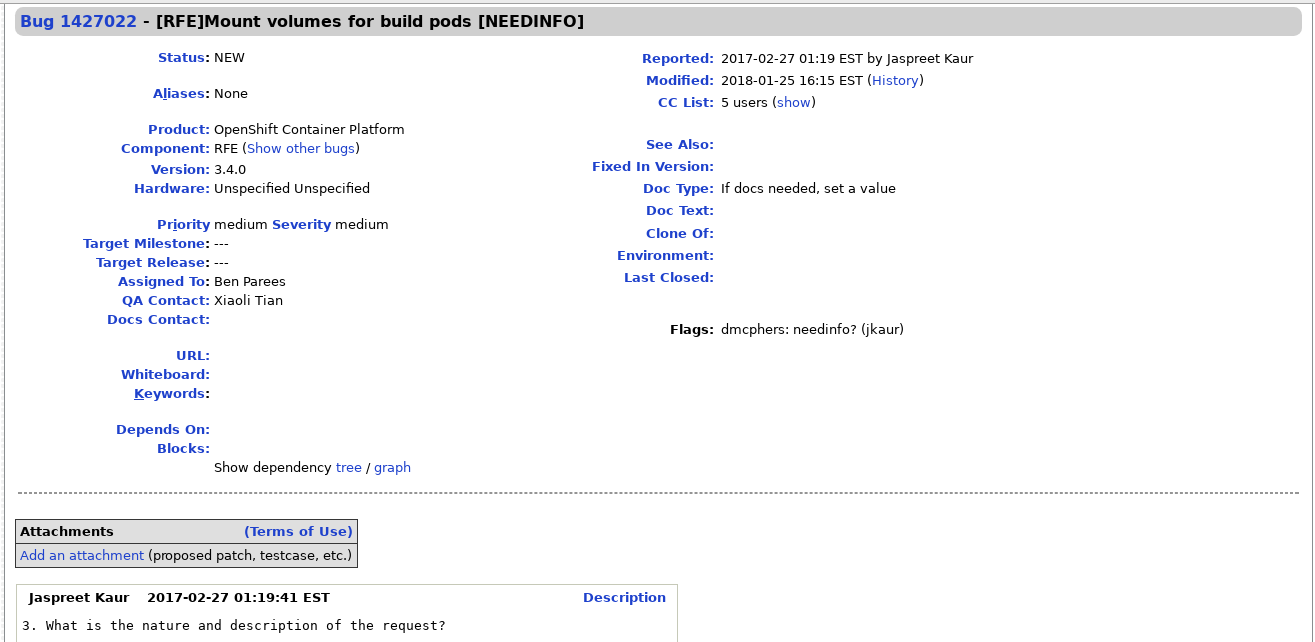 Bug 1427022 - [RFE]Mount volumes for build pods [NEEDINFO]
Status: NEW
Aliases: None
Product: OpenShift Container Platform
Component: RFE (Show other bugs)
Version: 3.4.0
Hardware: Unspecified Unspecified
Priority medium Severity medium
Target Milestone: ---
Target Release: ---
Assigned To: Ben Parees
QA Contact: Xiaoli Tian
Docs Contact:
URL:
Whiteboard:
Keywords:
Depends On:
Blocks:
Show dependency tree / graph
Reported: 2017-02-27 01:19 EST by Jaspreet Kaur
Modified: 2018-01-25 16:15 EST (History)
CC List: 5 users (show)
See Also:
Fixed In Version:
Doc Type: If docs needed, set a value
Doc Text:
Clone Of:
Environment:
Last Closed:
Flags: dmcphers: needinfo? (jkaur)
Attachments (Terms of Use)
Add an attachment (proposed patch, testcase, etc.)
Jaspreet Kaur 2017-02-27 01:19:41 EST Description
3. What is the nature and description of the request?